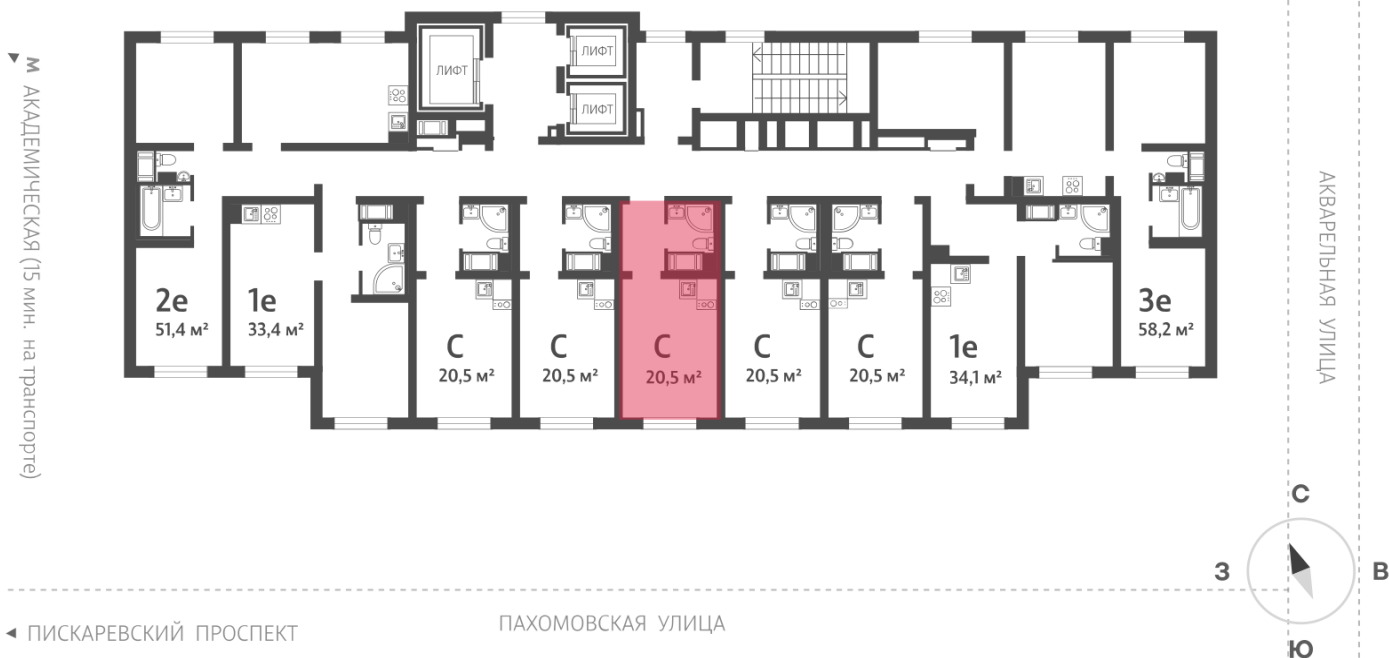 ЛИФТ
ЛИФТ
ЛИФТ
М АКАДЕМИЧЕСКАЯ (15 мин. на транспорте)
АКВАРЕЛЬНАЯ УЛИЦА
2е
51,4 м²
1е
33,4 м²
С
20,5 м²
С
20,5 м²
С
20,5 м²
С
20,5 м²
С
20,5 м²
1е
34,1 м²
3е
58,2 м²
С
З
В
Ю
ПАХОМОВСКАЯ УЛИЦА
ПИСКАРЕВСКИЙ ПРОСПЕКТ